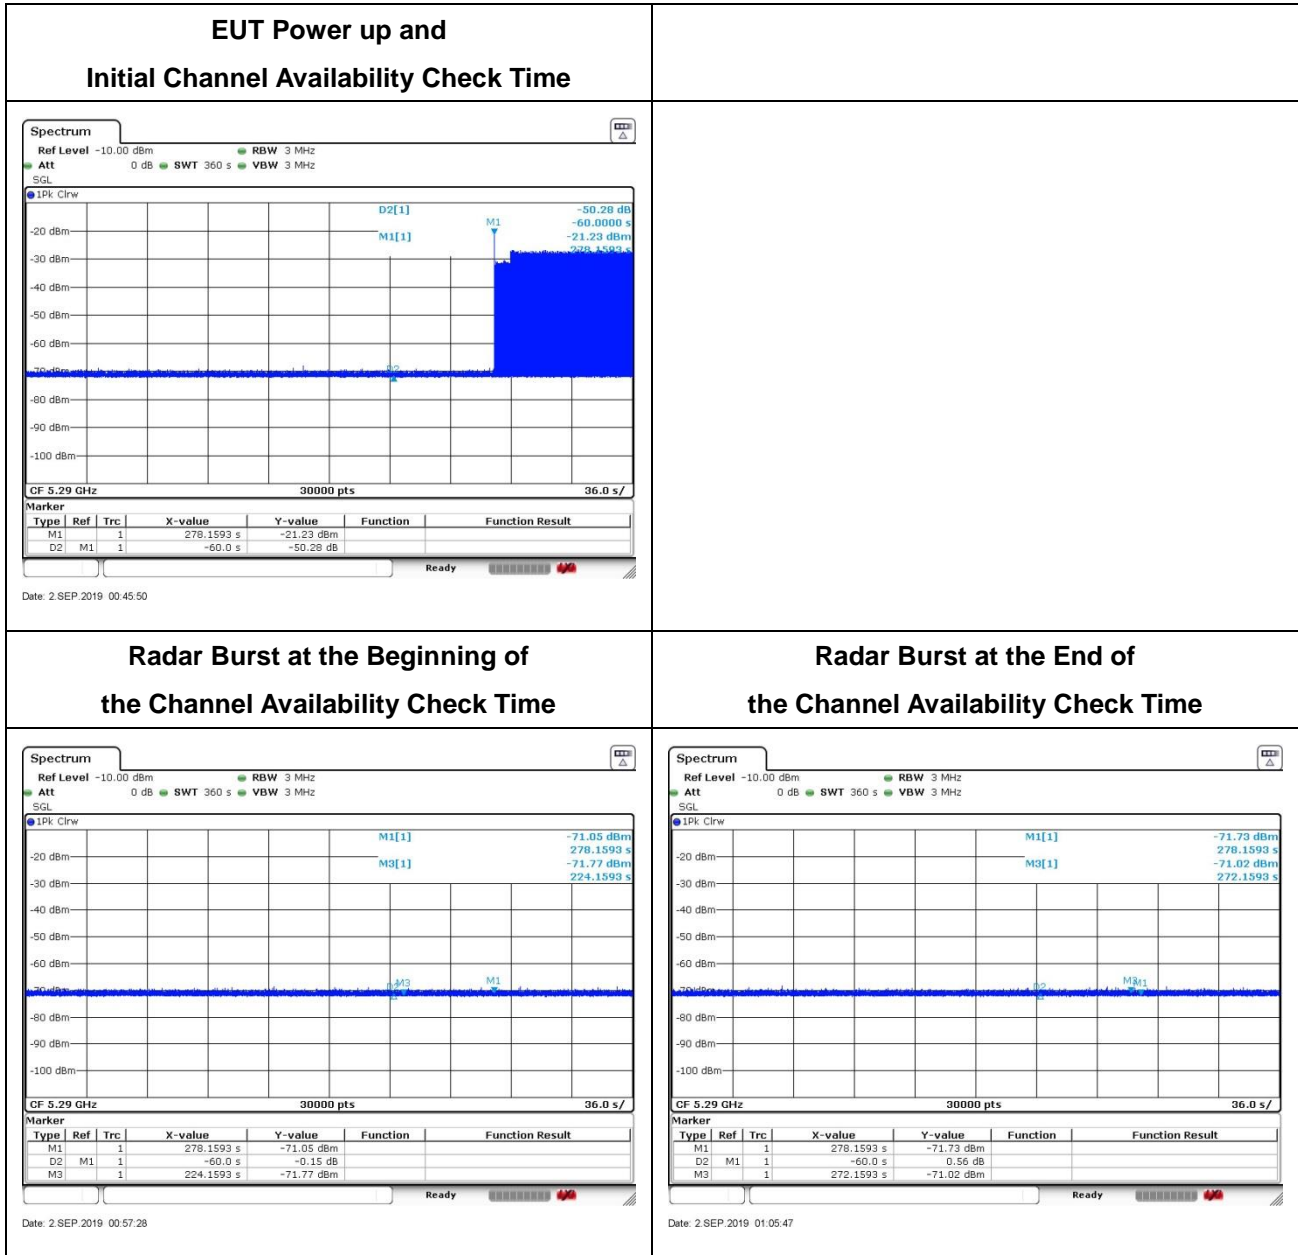 EUT Power up and
Initial Channel Availability Check Time
Spectrum
Ref Level -10.00 dBm RBW 3 MHz
Att 0 dB SWT 360 s VBW 3 MHz
SGL
1Pk Clrw
D2[1] -50.28 dB
-60.0000 s
M1
M1[1] -21.23 dBm
278.1593 s
-20 dBm
-30 dBm
-40 dBm
-50 dBm
-60 dBm
-70 dBm
D2
-80 dBm
-90 dBm
-100 dBm
CF 5.29 GHz 30000 pts 36.0 s/
Marker
Type Ref Trc X-value Y-value Function Function Result
M1 1 278.1593 s -21.23 dBm
D2 M1 1 -60.0 s -50.28 dB
Ready
Date: 2.SEP.2019 00:45:50
Radar Burst at the Beginning of
the Channel Availability Check Time
Spectrum
Ref Level -10.00 dBm RBW 3 MHz
Att 0 dB SWT 360 s VBW 3 MHz
SGL
1Pk Clrw
M1[1] -71.05 dBm
278.1593 s
M3[1] -71.77 dBm
224.1593 s
-20 dBm
-30 dBm
-40 dBm
-50 dBm
-60 dBm
D2 M3 M1
-70 dBm
-80 dBm
-90 dBm
-100 dBm
CF 5.29 GHz 30000 pts 36.0 s/
Marker
Type Ref Trc X-value Y-value Function Function Result
M1 1 278.1593 s -71.05 dBm
D2 M1 1 -60.0 s -0.15 dB
M3 1 224.1593 s -71.77 dBm
Ready
Date: 2.SEP.2019 00:57:28
Radar Burst at the End of
the Channel Availability Check Time
Spectrum
Ref Level -10.00 dBm RBW 3 MHz
Att 0 dB SWT 360 s VBW 3 MHz
SGL
1Pk Clrw
M1[1] -71.73 dBm
278.1593 s
M3[1] -71.02 dBm
272.1593 s
-20 dBm
-30 dBm
-40 dBm
-50 dBm
-60 dBm
D2 M3 M1
-70 dBm
-80 dBm
-90 dBm
-100 dBm
CF 5.29 GHz 30000 pts 36.0 s/
Marker
Type Ref Trc X-value Y-value Function Function Result
M1 1 278.1593 s -71.73 dBm
D2 M1 1 -60.0 s 0.56 dB
M3 1 272.1593 s -71.02 dBm
Ready
Date: 2.SEP.2019 01:05:47